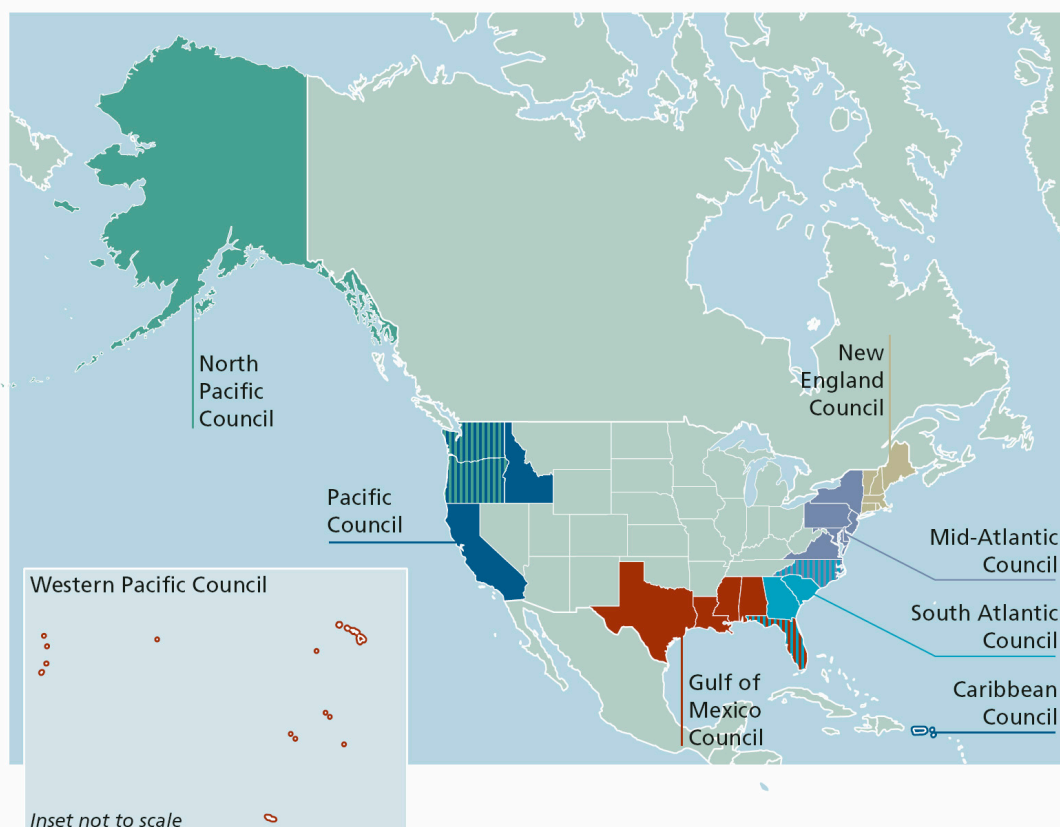 North
Pacific
Council
New
England
Council
Pacific
Council
Mid-Atlantic
Council
Western Pacific Council
South Atlantic
Council
Gulf of
Mexico
Council
Caribbean
Council
Inset not to scale